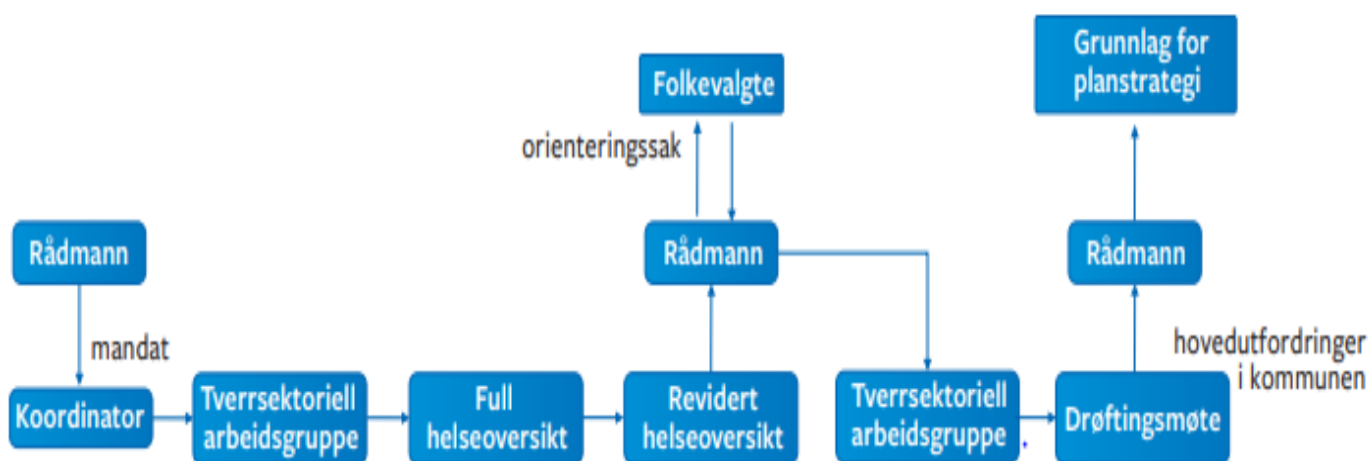 Grunnlag for
planstrategi
Folkevalgte
orienteringssak
Rådmann
Rådmann
Rådmann
mandat
hovedutfordringer
i kommunen
Koordinator
Tverrsektoriell
arbeidsgruppe
Full
helseoversikt
Revidert
helseoversikt
Tverrsektoriell
arbeidsgruppe
Drøftingsmøte